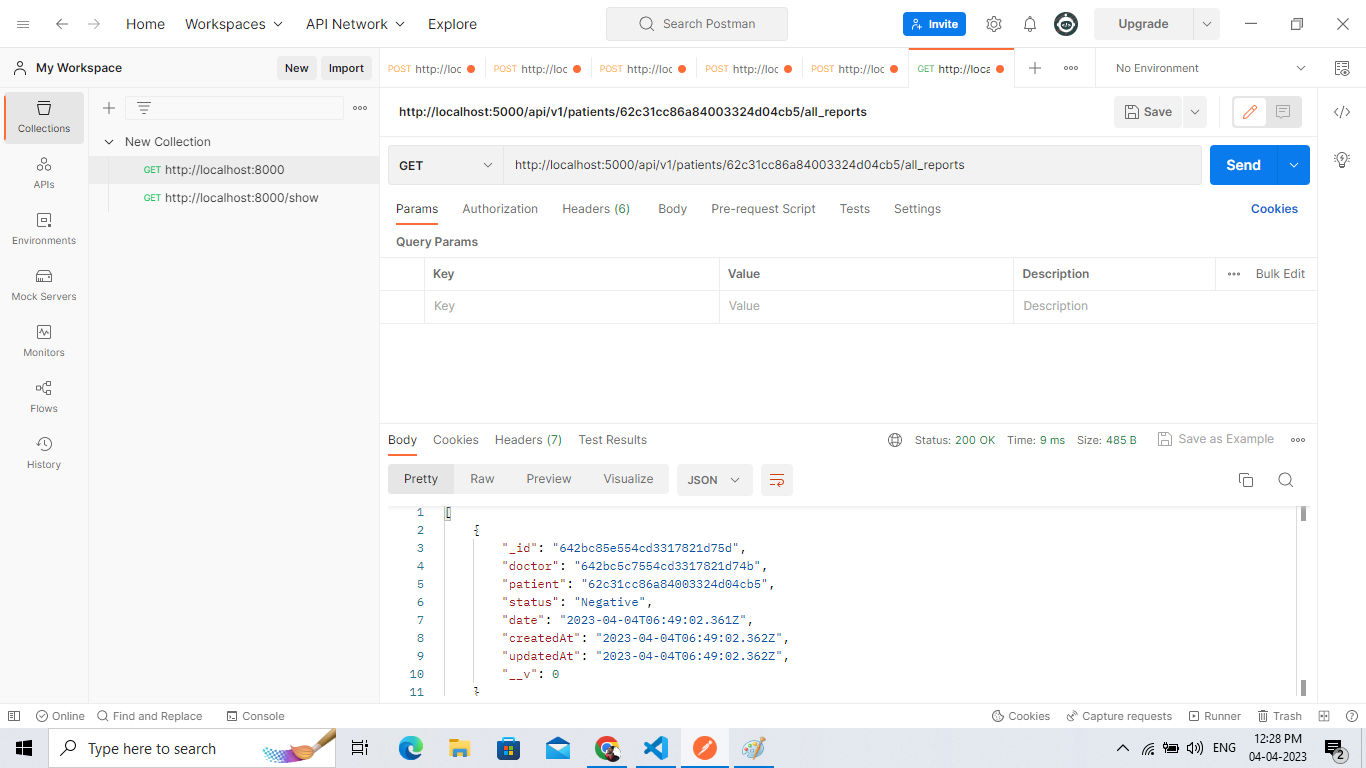 Home Workspaces API Network Explore Search Postman Invite Upgrade
My Workspace New Import
POST http://loc POST http://loc POST http://loc POST http://loc POST http://loc GET http://loca No Environment
Collections
APIs
Environments
Mock Servers
Monitors
Flows
History
New Collection
GET http://localhost:8000
GET http://localhost:8000/show
http://localhost:5000/api/v1/patients/62c31cc86a84003324d04cb5/all_reports Save
GET http://localhost:5000/api/v1/patients/62c31cc86a84003324d04cb5/all_reports Send
Params Authorization Headers (6) Body Pre-request Script Tests Settings Cookies
Query Params
Key Value Description Bulk Edit
Key Value Description
Body Cookies Headers (7) Test Results Status: 200 OK Time: 9 ms Size: 485 B Save as Example
Pretty Raw Preview Visualize JSON
1 [
2 {
3 "_id": "642bc85e554cd3317821d75d",
4 "doctor": "642bc5c7554cd3317821d74b",
5 "patient": "62c31cc86a84003324d04cb5",
6 "status": "Negative",
7 "date": "2023-04-04T06:49:02.361Z",
8 "createdAt": "2023-04-04T06:49:02.362Z",
9 "updatedAt": "2023-04-04T06:49:02.362Z",
10 "__v": 0
11 }
Online Find and Replace Console Cookies Capture requests Runner Trash
Type here to search ENG 12:28 PM
04-04-2023 2